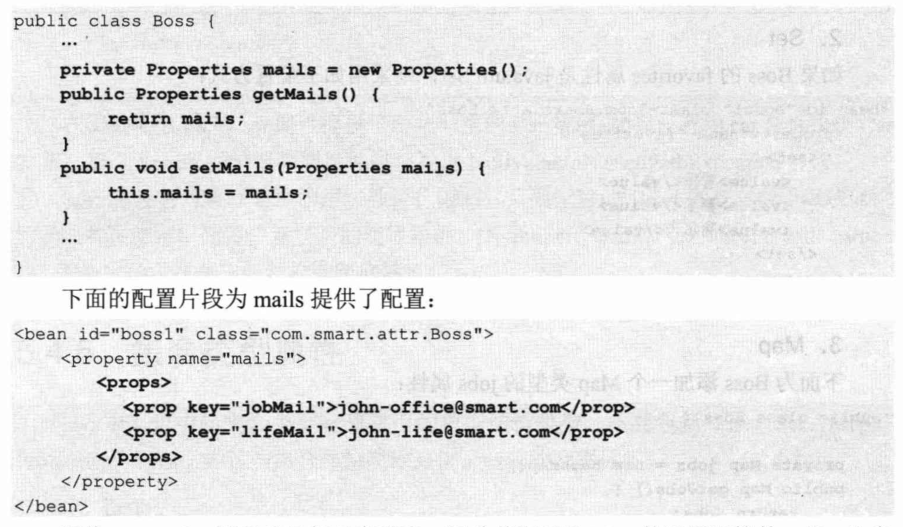 public class Boss {
...
private Properties mails = new Properties();
public Properties getMails() {
return mails;
}
public void setMails(Properties mails) {
this.mails = mails;
}
...
}
下面的配置片段为 mails 提供了配置：
<bean id="boss1" class="com.smart.attr.Boss">
<property name="mails">
<props>
<prop key="jobMail">john-office@smart.com</prop>
<prop key="lifeMail">john-life@smart.com</prop>
</props>
</property>
</bean>